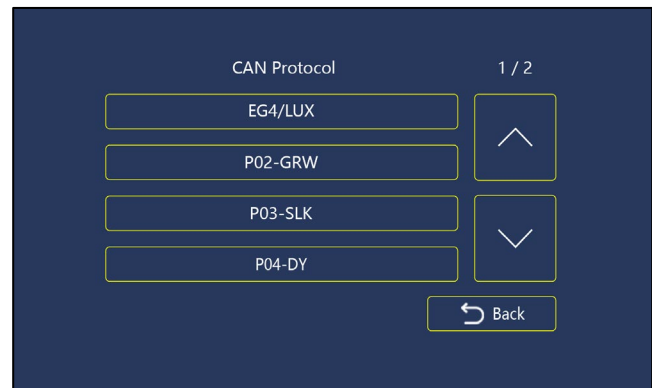 CAN Protocol 1 / 2
EG4/LUX
P02-GRW
P03-SLK
P04-DY
Back